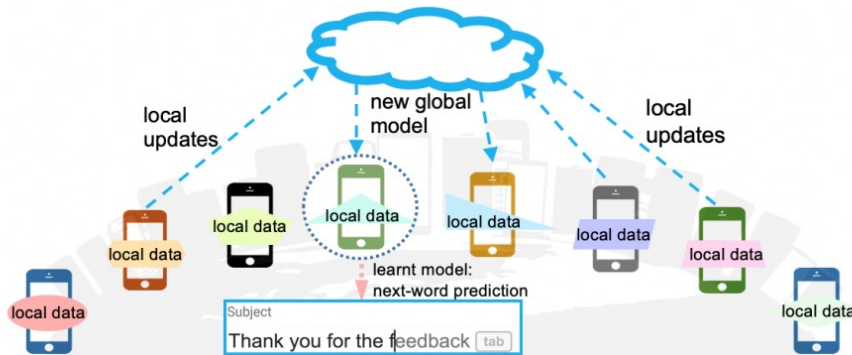 local
updates
new global
model
local
updates
local data
local data
local data
local data
local data
local data
local data
local data
learnt model:
next-word prediction
Subject
Thank you for the feedback tab